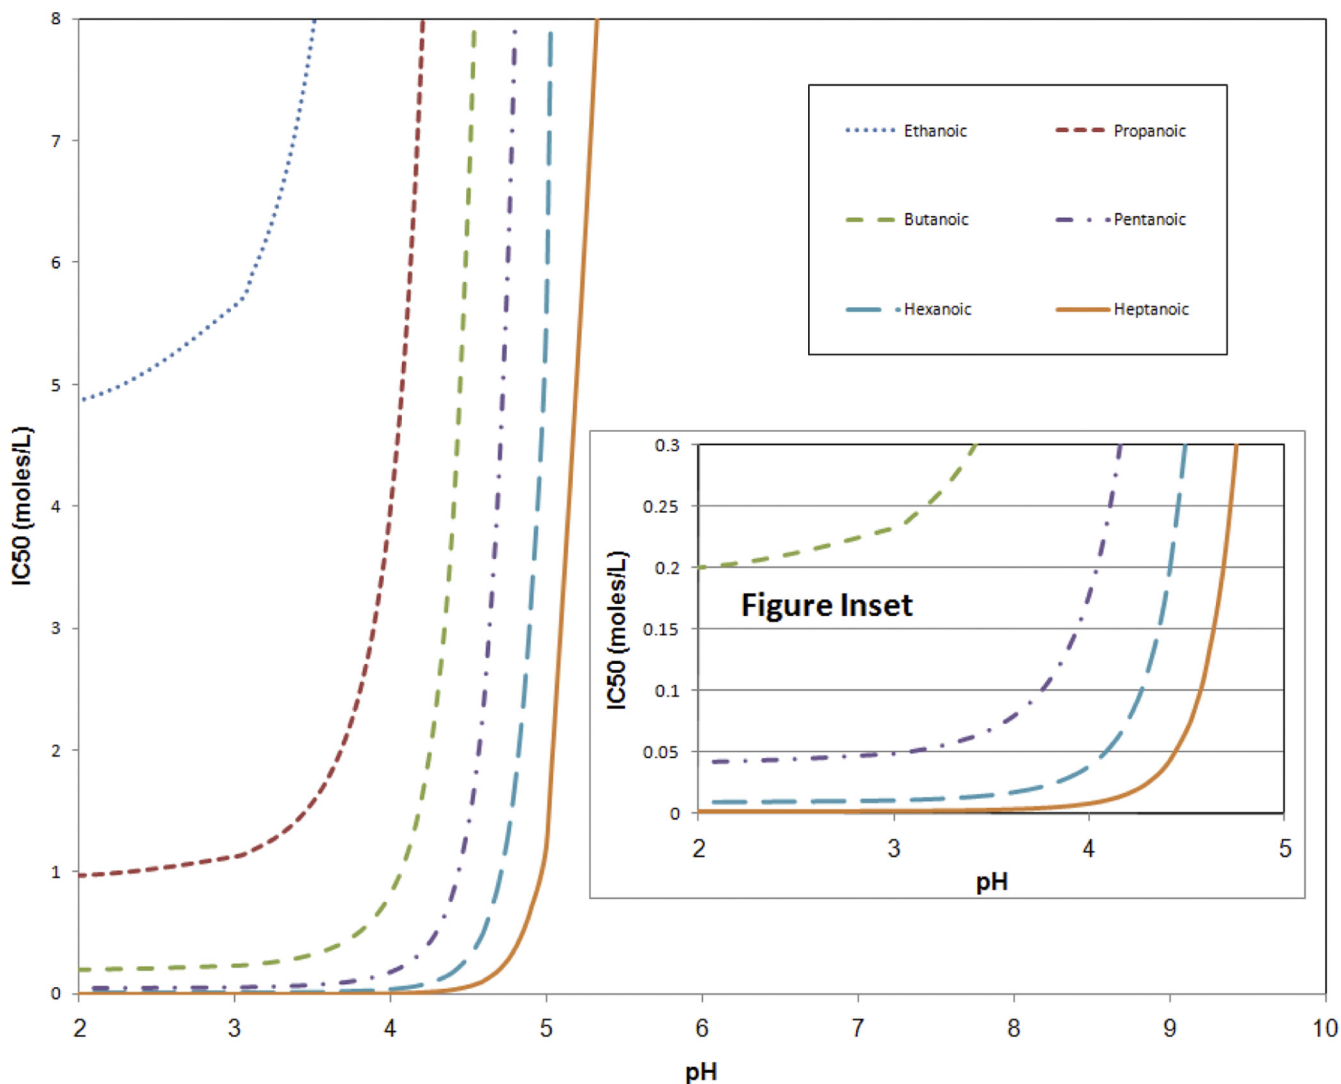 8
7
6
5
4
3
2
1
0
IC50 (moles/L)
2 3 4 5 6 7 8 9 10
pH
Ethanoic Propanoic
Butanoic Pentanoic
Hexanoic Heptanoic
0.3
0.25
0.2
0.15
0.1
0.05
0
IC50 (moles/L)
Figure Inset
2 3 4 5
pH